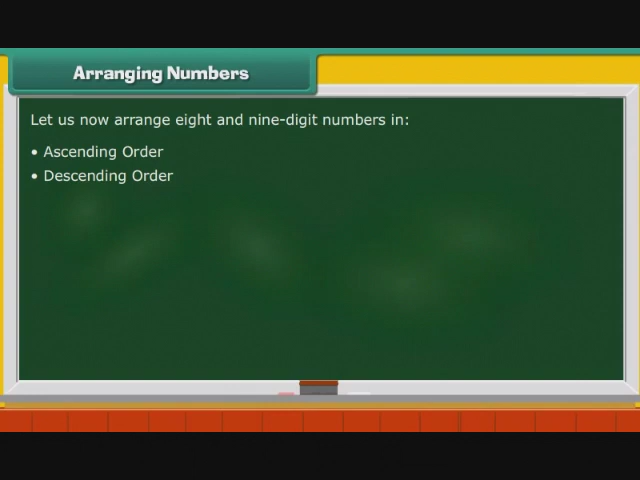 Arranging Numbers
Let us now arrange eight and nine-digit numbers in:
• Ascending Order
• Descending Order